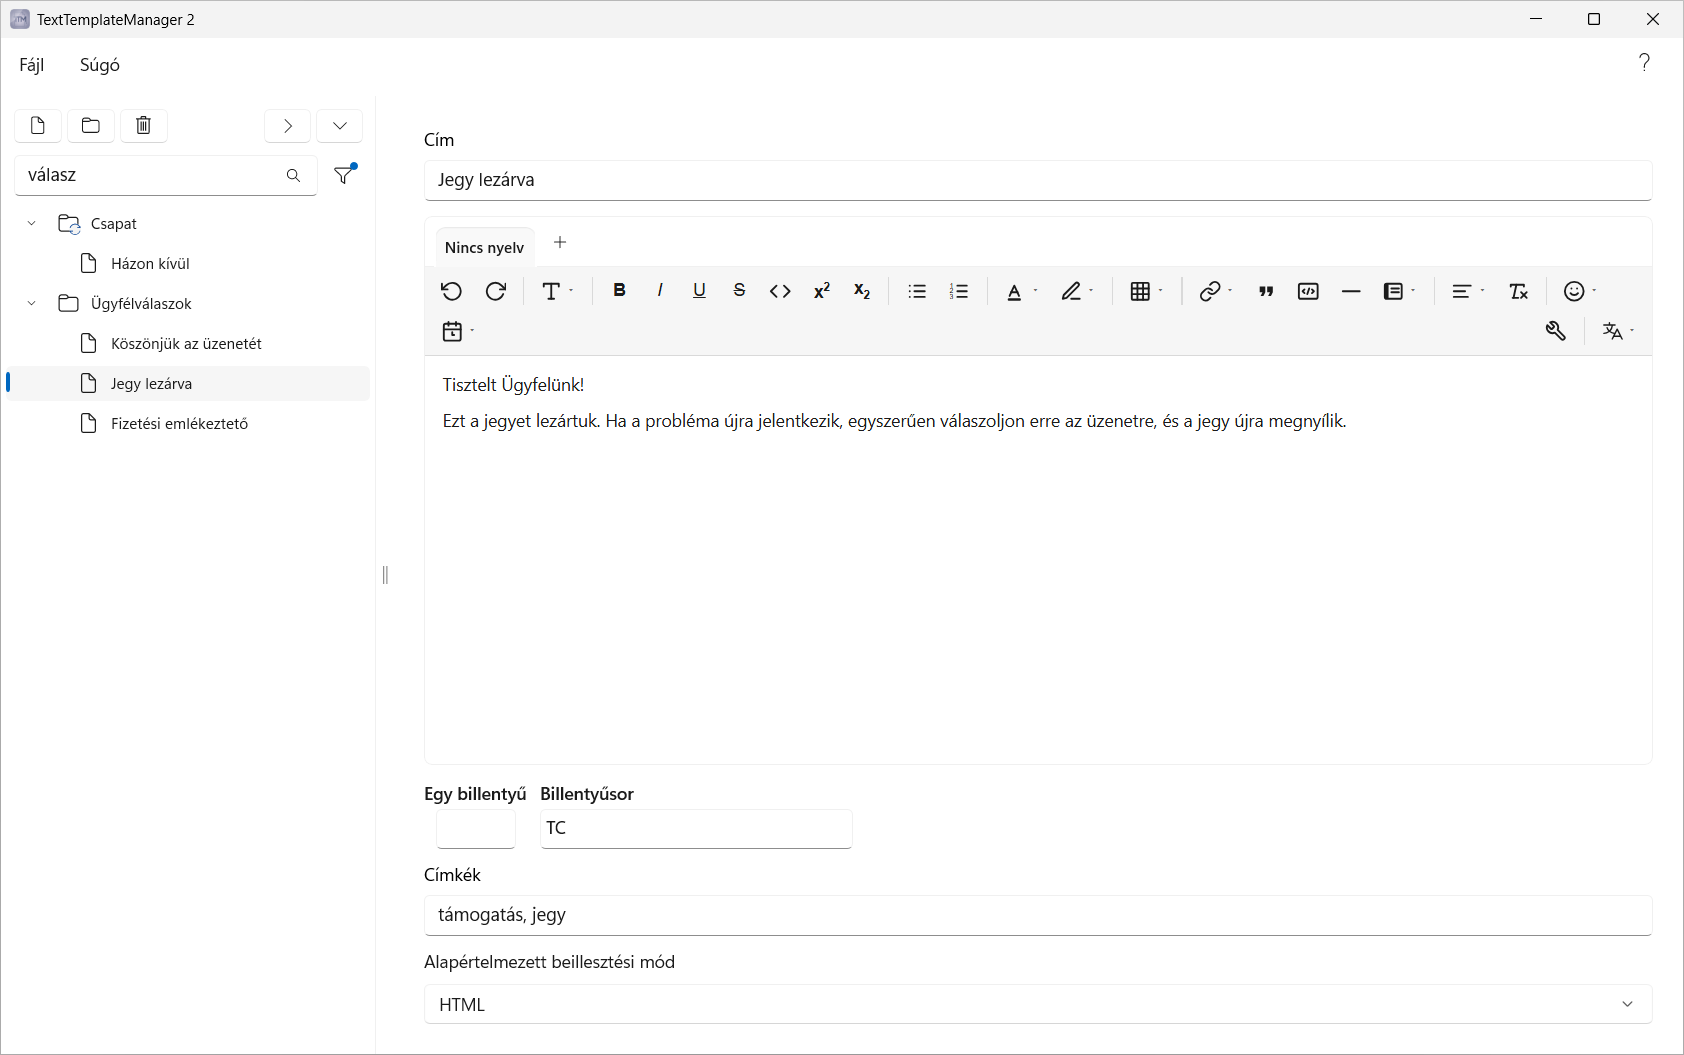 TextTemplateManager 2
Fájl Súgó
válasz
Csapat
Házon kívül
Ügyfélválaszok
Köszönjük az üzenetét
Jegy lezárva
Fizetési emlékeztető
Cím
Jegy lezárva
Nincs nyelv
Tisztelt Ügyfelünk!
Ezt a jegyet lezártuk. Ha a probléma újra jelentkezik, egyszerűen válaszoljon erre az üzenetre, és a jegy újra megnyílik.
Egy billentyű Billentyűsor
TC
Címkék
támogatás, jegy
Alapértelmezett beillesztési mód
HTML